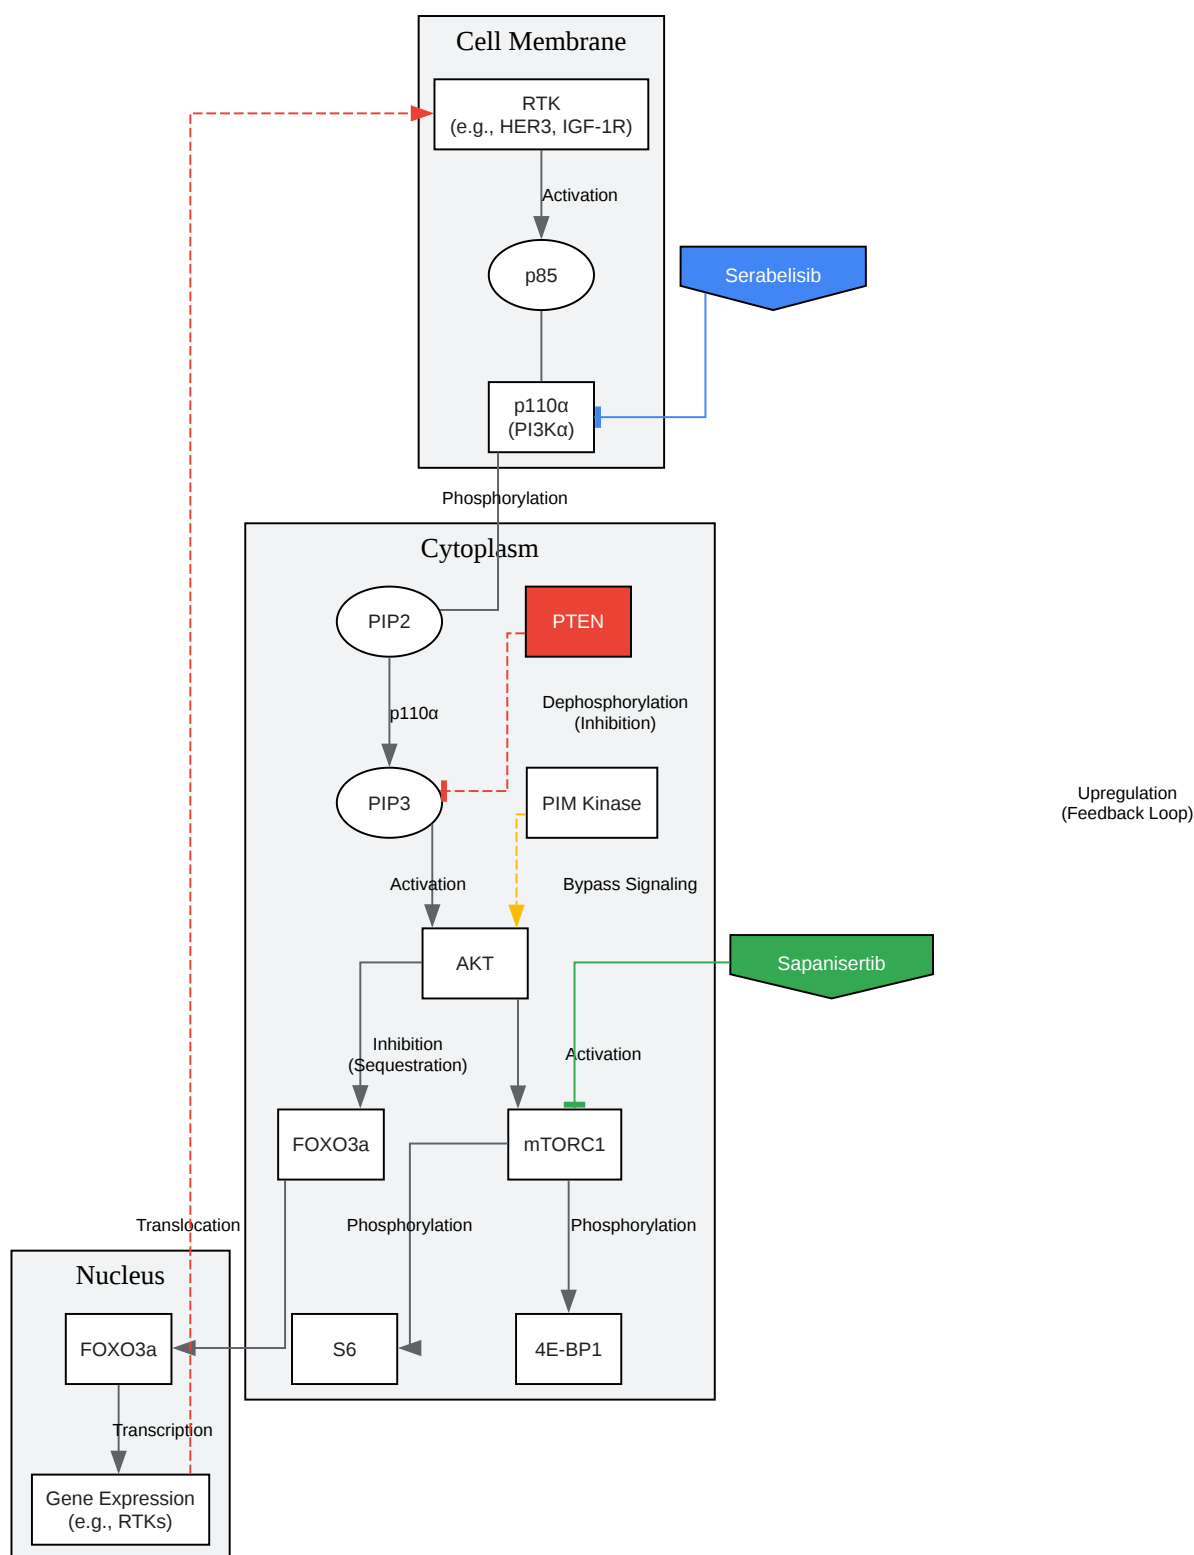 Cell Membrane
RTK
(e.g., HER3, IGF-1R)
Activation
p85
Serabelisib
p110α
(PI3Kα)
Phosphorylation
Cytoplasm
PIP2
PTEN
Dephosphorylation
(Inhibition)
p110α
PIP3
PIM Kinase
Upregulation
(Feedback Loop)
Activation
Bypass Signaling
AKT
Sapanisertib
Inhibition
(Sequestration)
Activation
FOXO3a
mTORC1
Translocation
Phosphorylation
Phosphorylation
Nucleus
FOXO3a
S6
4E-BP1
Transcription
Gene Expression
(e.g., RTKs)